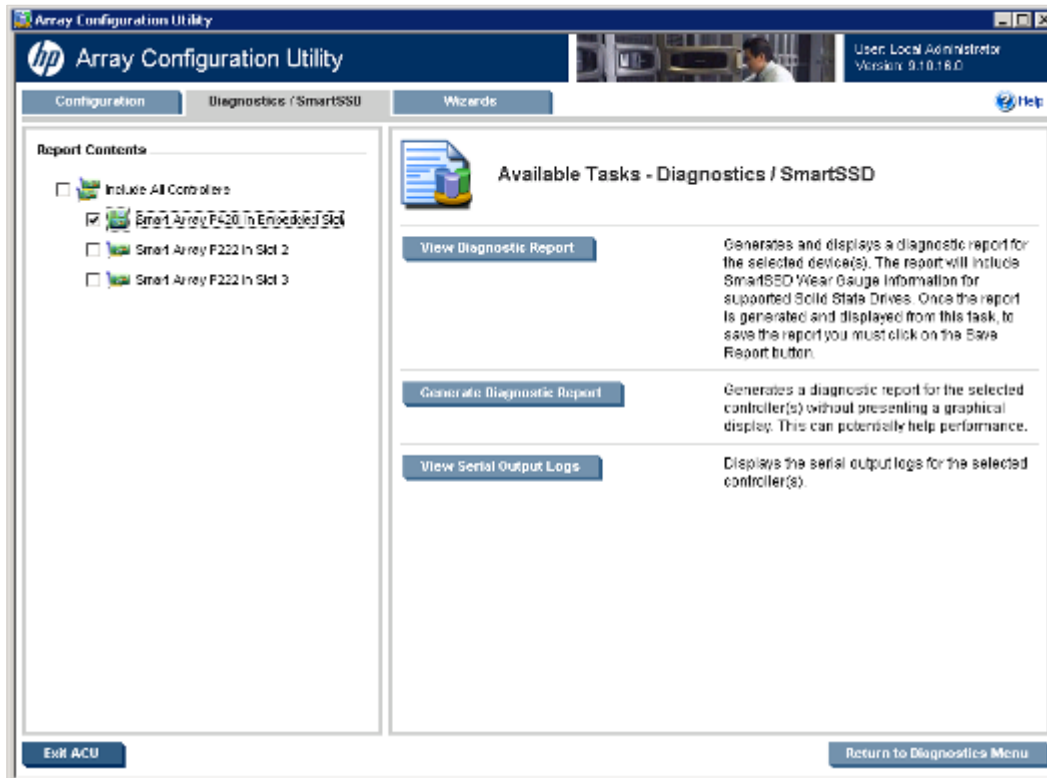 Array Configuration Utility
hp
Array Configuration Utility
User: Local Administrator
Version: 9.10.16.0
Configuration
Diagnostics / SmartSSD
Wizards
Help
Report Contents
Include All Controllers
Smart Array P420i in Embedded Slot
Smart Array P222 in Slot 2
Smart Array P222 in Slot 3
Available Tasks - Diagnostics / SmartSSD
View Diagnostic Report
Generates and displays a diagnostic report for
the selected device(s). The report will include
SmartSSD Wear Gauge information for
supported Solid State Drives. Once the report
is generated and displayed from this task, to
save the report you must click on the Save
Report button.
Generate Diagnostic Report
Generates a diagnostic report for the selected
controller(s) without presenting a graphical
display. This can potentially help performance.
View Serial Output Logs
Displays the serial output logs for the selected
controller(s).
Exit ACU
Return to Diagnostics Menu